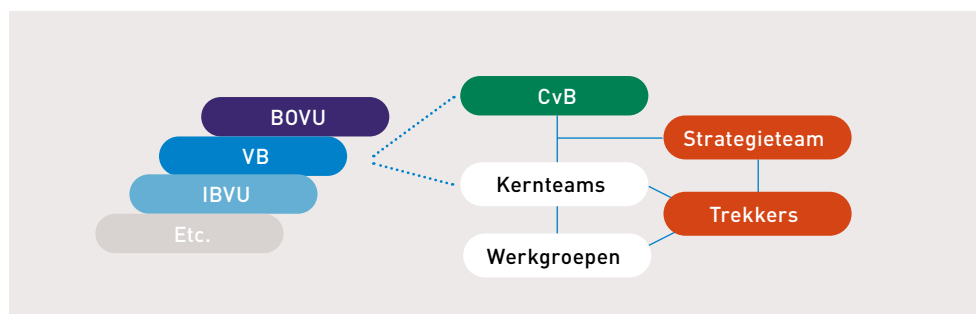 BOVU
VB
IBVU
Etc.
CvB
Kernteams
Werkgroepen
Strategieteam
Trekkers